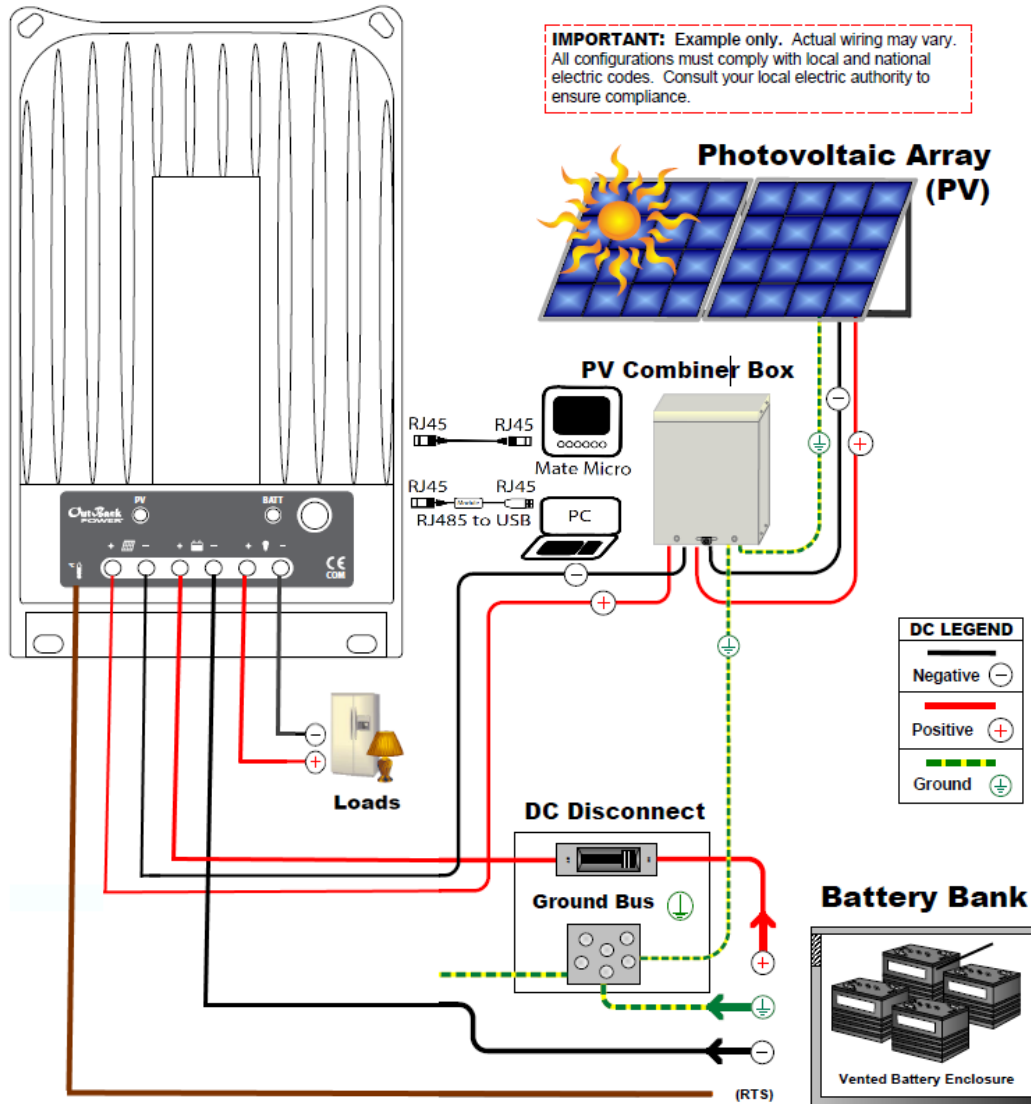 IMPORTANT: Example only. Actual wiring may vary.
All configurations must comply with local and national
electric codes. Consult your local electric authority to
ensure compliance.
Photovoltaic Array
(PV)
PV Combiner Box
RJ45 RJ45
Mate Micro
RJ45 RJ45
Module
RJ485 to USB
PC
OutBack
POWER
PV
BATT
+ − + − + −
°C
CE
COM
− +
− +
− +
Loads
DC LEGEND
Negative −
Positive +
Ground
DC Disconnect
Ground Bus
+
−
(RTS)
Battery Bank
Vented Battery Enclosure